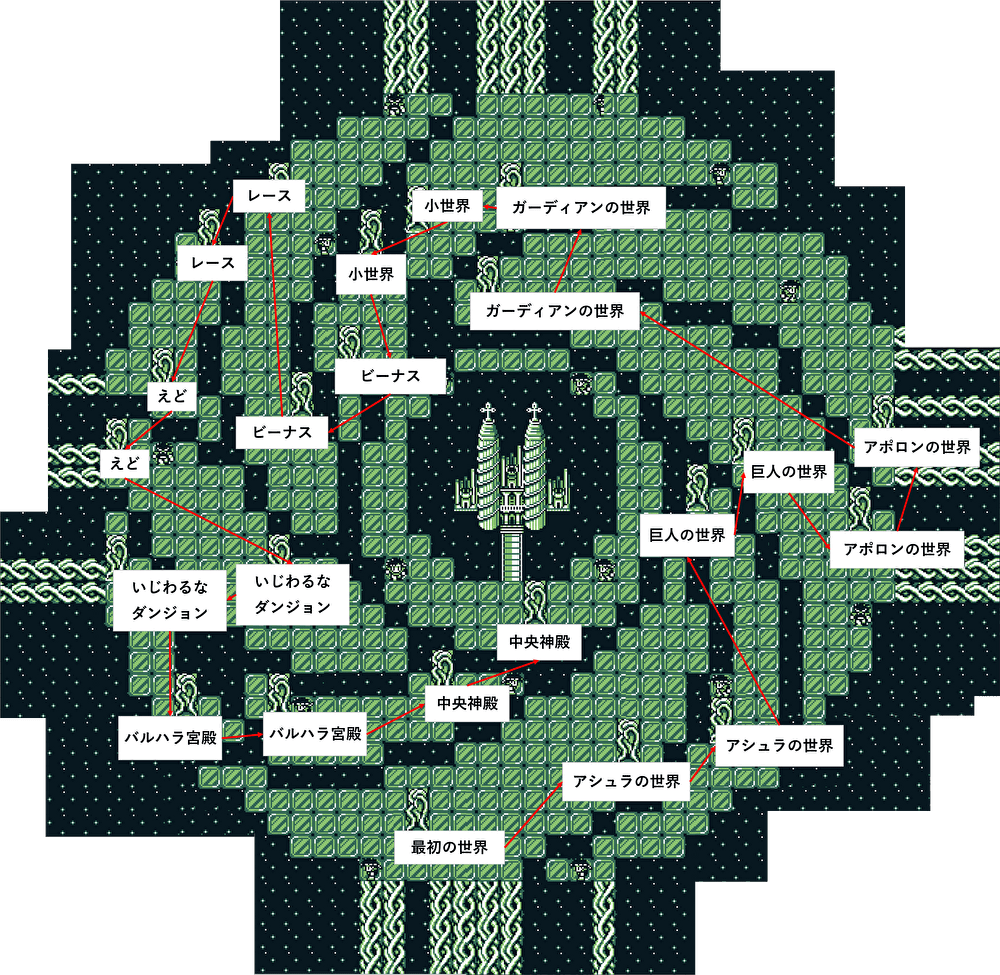 レース
小世界
ガーディアンの世界
レース
小世界
ガーディアンの世界
ビーナス
えど
ビーナス
アポロンの世界
えど
巨人の世界
巨人の世界
アポロンの世界
いじわるな
ダンジョン
いじわるな
ダンジョン
中央神殿
中央神殿
バルハラ宮殿
バルハラ宮殿
アシュラの世界
アシュラの世界
最初の世界